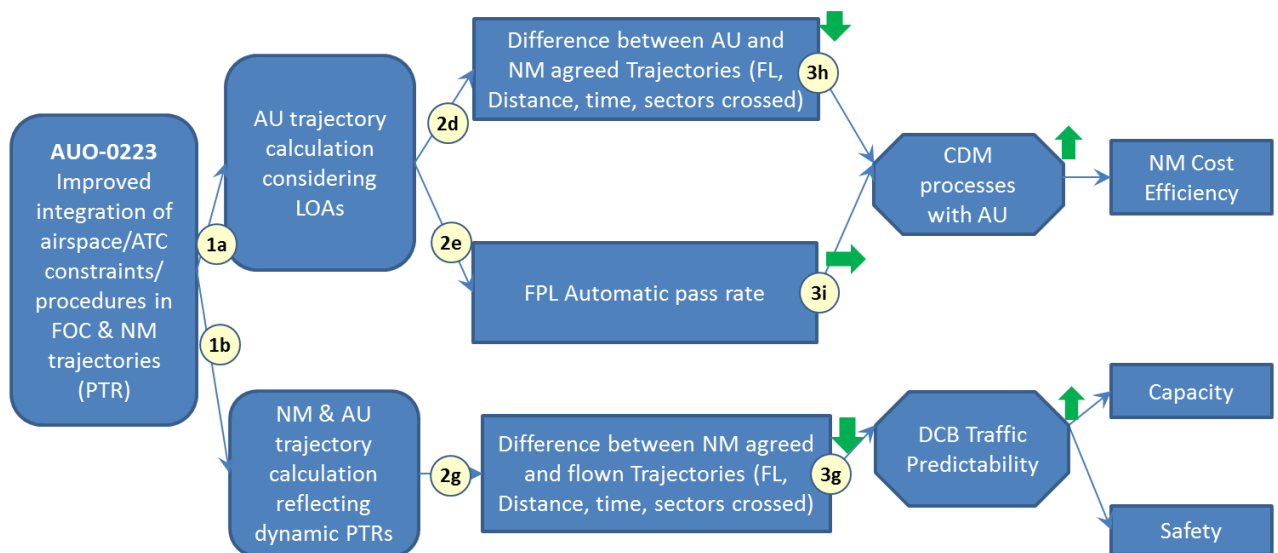 AUO-0223
Improved
integration of
airspace/ATC
constraints/
procedures in
FOC & NM
trajectories
(PTR)
1a
1b
AU trajectory
calculation
considering
LOAs
2d
2e
Difference between AU and
NM agreed Trajectories (FL,
Distance, time, sectors crossed)
3h
FPL Automatic pass rate
3i
CDM
processes
with AU
NM Cost
Efficiency
NM & AU
trajectory
calculation
reflecting
dynamic PTRs
2g
Difference between NM agreed
and flown Trajectories (FL,
Distance, time, sectors crossed)
3g
DCB Traffic
Predictability
Capacity
Safety